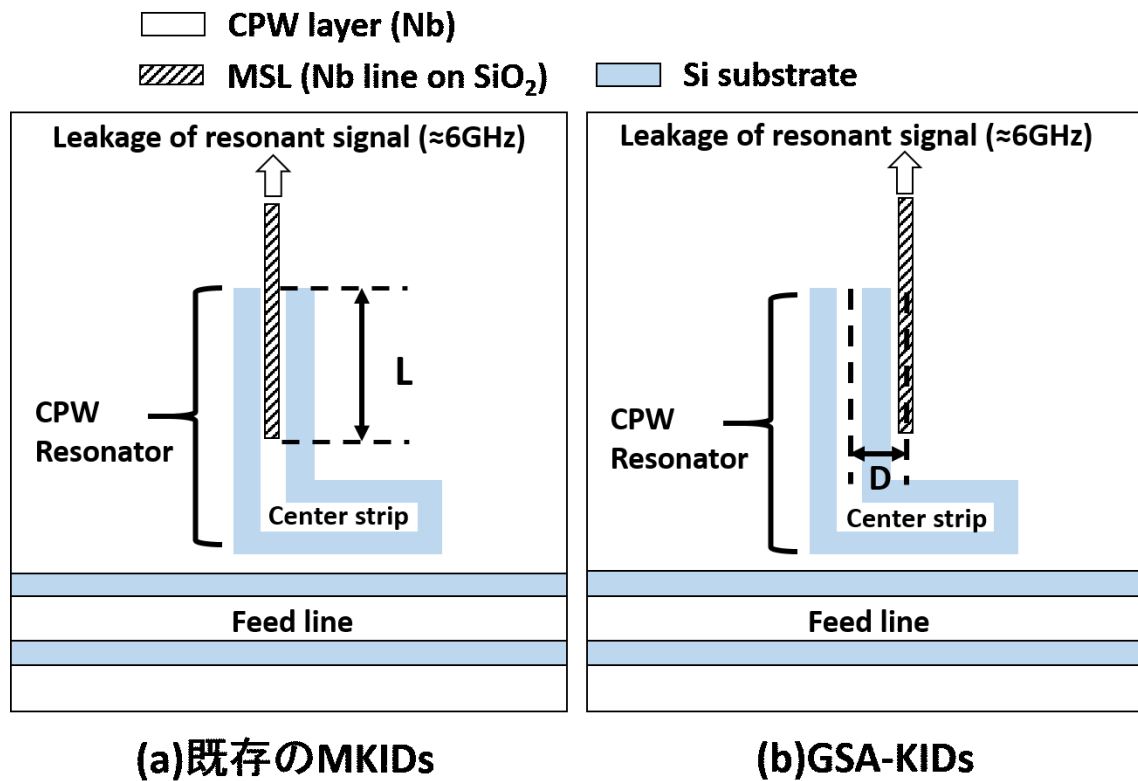 CPW layer (Nb)
MSL (Nb line on SiO₂)
Si substrate
Leakage of resonant signal (≈6GHz)
L
CPW
Resonator
Center strip
Feed line
(a)既存のMKIDs
Leakage of resonant signal (≈6GHz)
CPW
Resonator
D
Center strip
Feed line
(b)GSA-KIDs